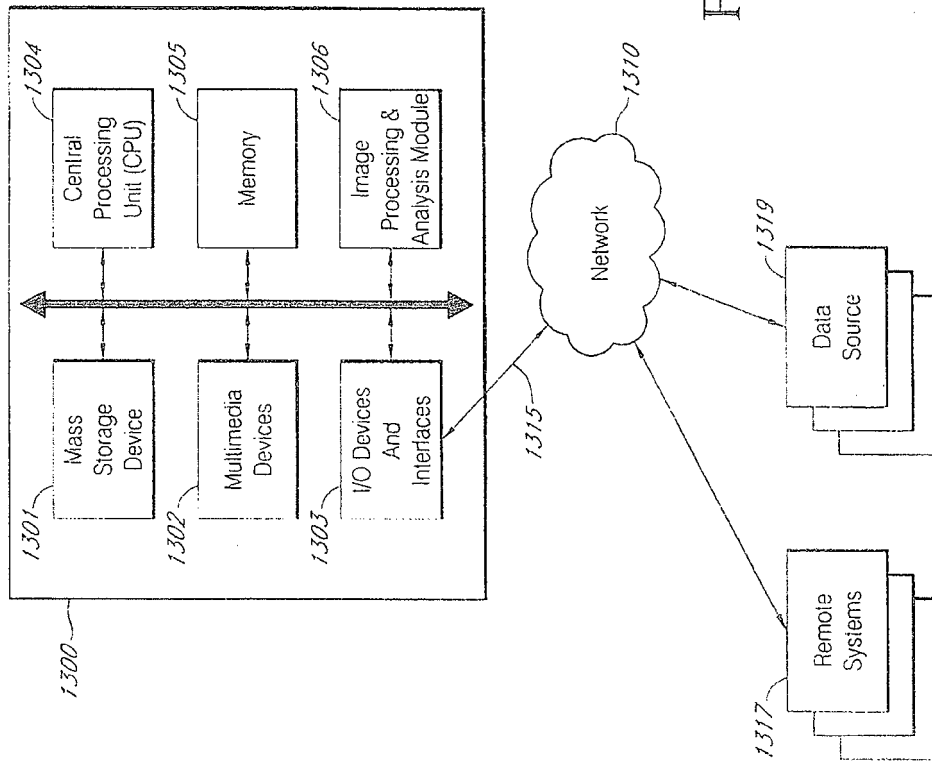 1300
1301
Mass
Storage
Device
1304
Central
Processing
Unit (CPU)
1302
Multimedia
Devices
1305
Memory
1303
I/O Devices
And
Interfaces
1306
Image
Processing &
Analysis Module
1315
Network
1310
1317
Remote
Systems
Data
Source
1319
F